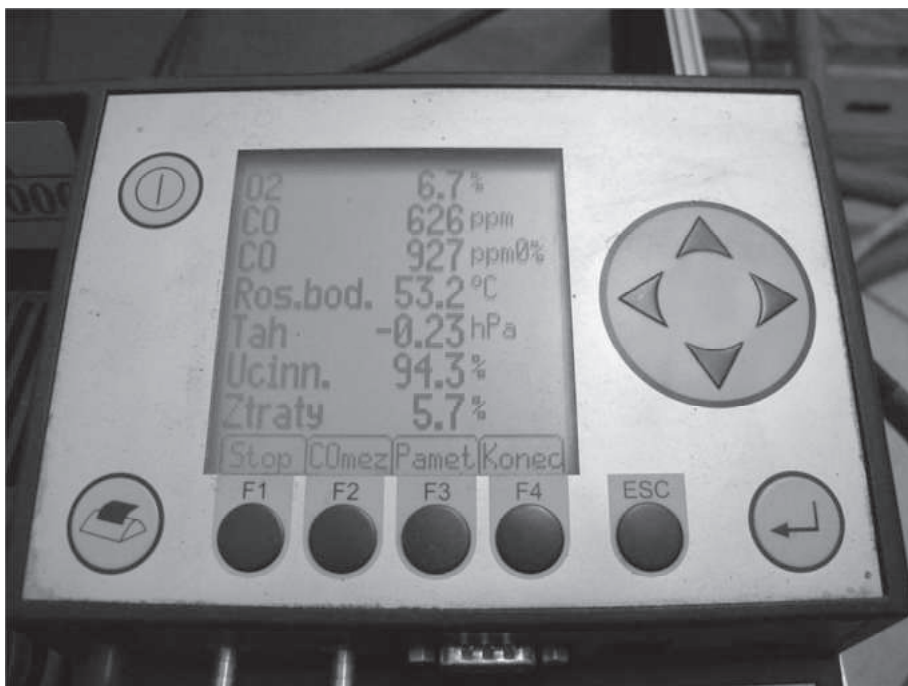 000
O2 6.7 %
CO 626 ppm
CO 927 ppm0%
Ros.bod. 53.2 °C
Tah -0.23 hPa
Ucinn. 94.3 %
Ztraty 5.7 %
Stop COmez Pamet Konec
F1 F2 F3 F4 ESC